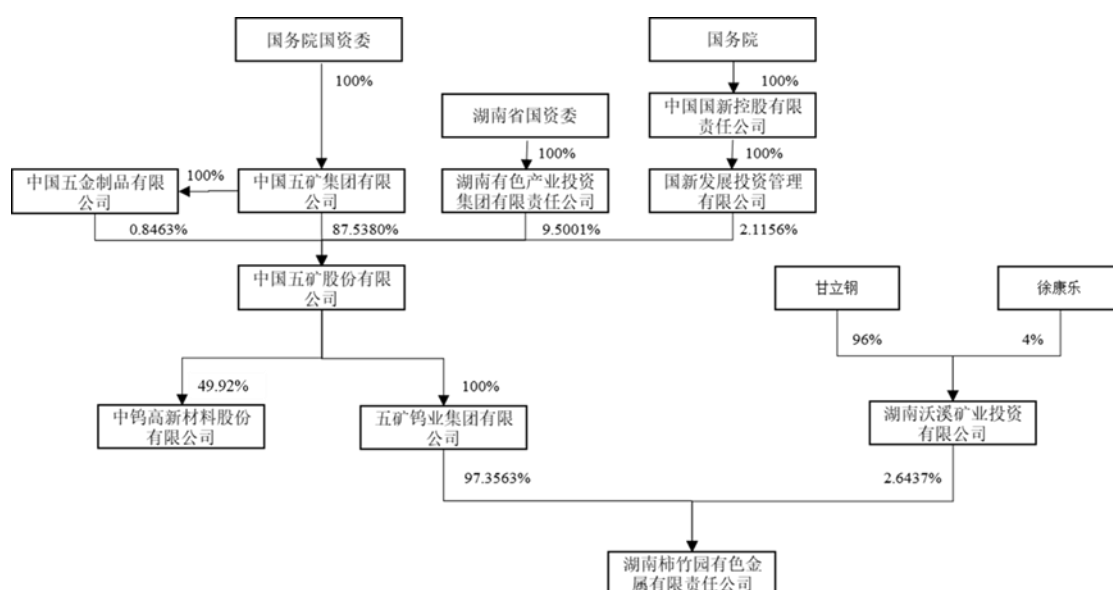 国务院国资委
国务院
100%
100%
湖南省国资委
中国国新控股有限
责任公司
100%
100%
中国五金制品有限
公司
100%
中国五矿集团有限
公司
湖南有色产业投资
集团有限责任公司
国新发展投资管理
有限公司
0.8463%
87.5380%
9.5001%
2.1156%
中国五矿股份有限
公司
甘立钢
徐康乐
96%
4%
49.92%
100%
中钨高新材料股份
有限公司
五矿钨业集团有限
公司
湖南沃溪矿业投资
有限公司
97.3563%
2.6437%
湖南柿竹园有色金
属有限责任公司